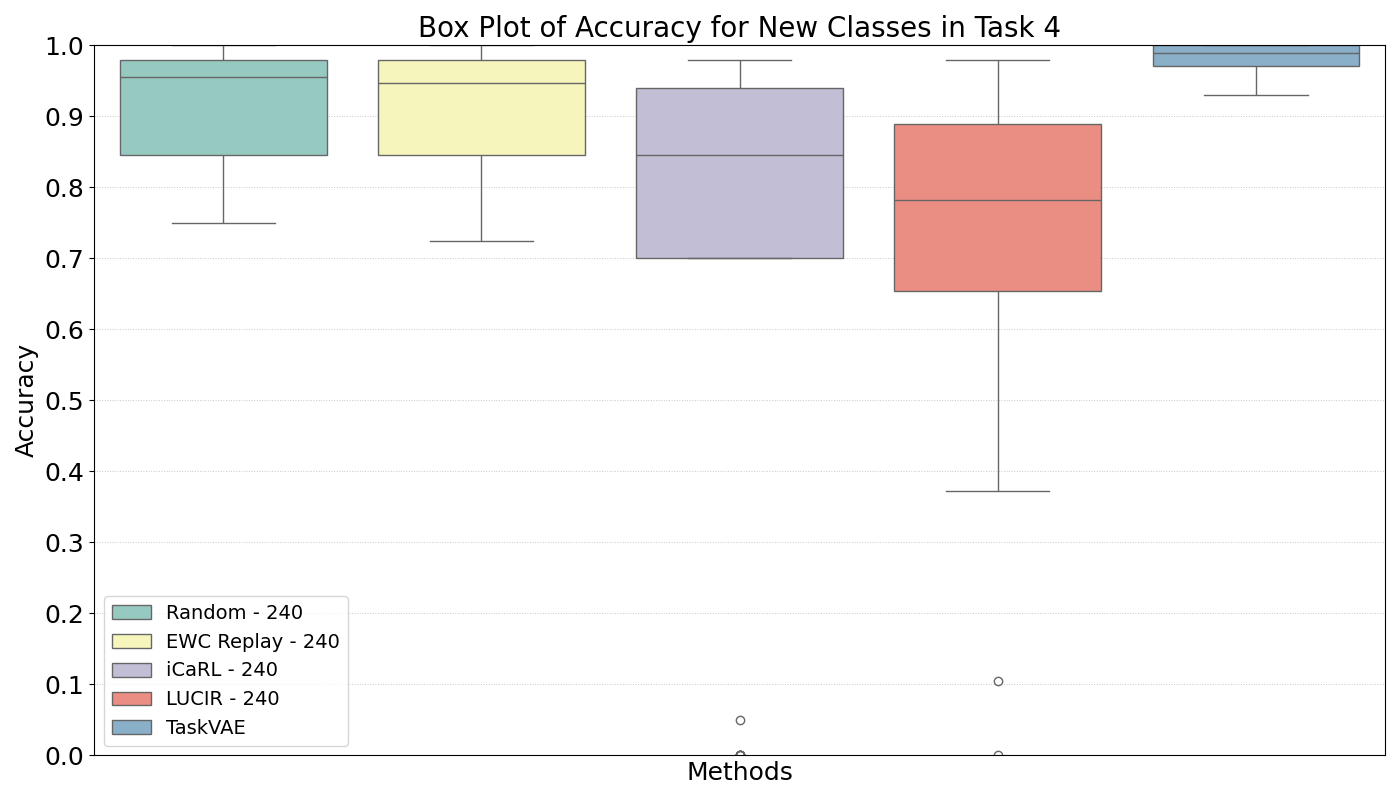 Box Plot of Accuracy for New Classes in Task 4
1.0
0.9
0.8
0.7
0.6
0.5
0.4
0.3
0.2
0.1
0.0
Accuracy
Random - 240
EWC Replay - 240
iCaRL - 240
LUCIR - 240
TaskVAE
Methods